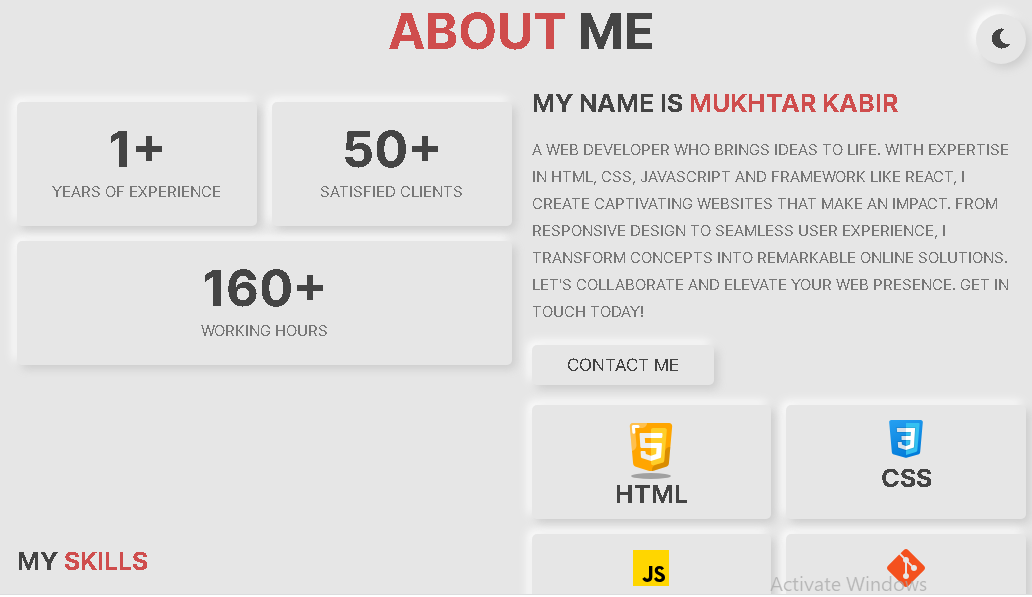 ABOUT ME
1+
YEARS OF EXPERIENCE
50+
SATISFIED CLIENTS
160+
WORKING HOURS
MY NAME IS MUKHTAR KABIR
A WEB DEVELOPER WHO BRINGS IDEAS TO LIFE. WITH EXPERTISE
IN HTML, CSS, JAVASCRIPT AND FRAMEWORK LIKE REACT, I
CREATE CAPTIVATING WEBSITES THAT MAKE AN IMPACT. FROM
RESPONSIVE DESIGN TO SEAMLESS USER EXPERIENCE, I
TRANSFORM CONCEPTS INTO REMARKABLE ONLINE SOLUTIONS.
LET'S COLLABORATE AND ELEVATE YOUR WEB PRESENCE. GET IN
TOUCH TODAY!
CONTACT ME
5
HTML
3
CSS
MY SKILLS
JS
Activate Windows